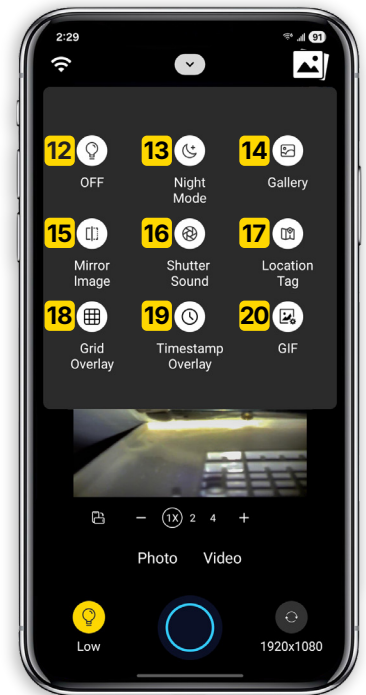 2:29 91
12 13 14
OFF Night Gallery
Mode
15 16 17
Mirror Shutter Location
Image Sound Tag
18 19 20
Grid Timestamp GIF
Overlay Overlay
− 1X 2 4 +
Photo Video
Low 1920x1080